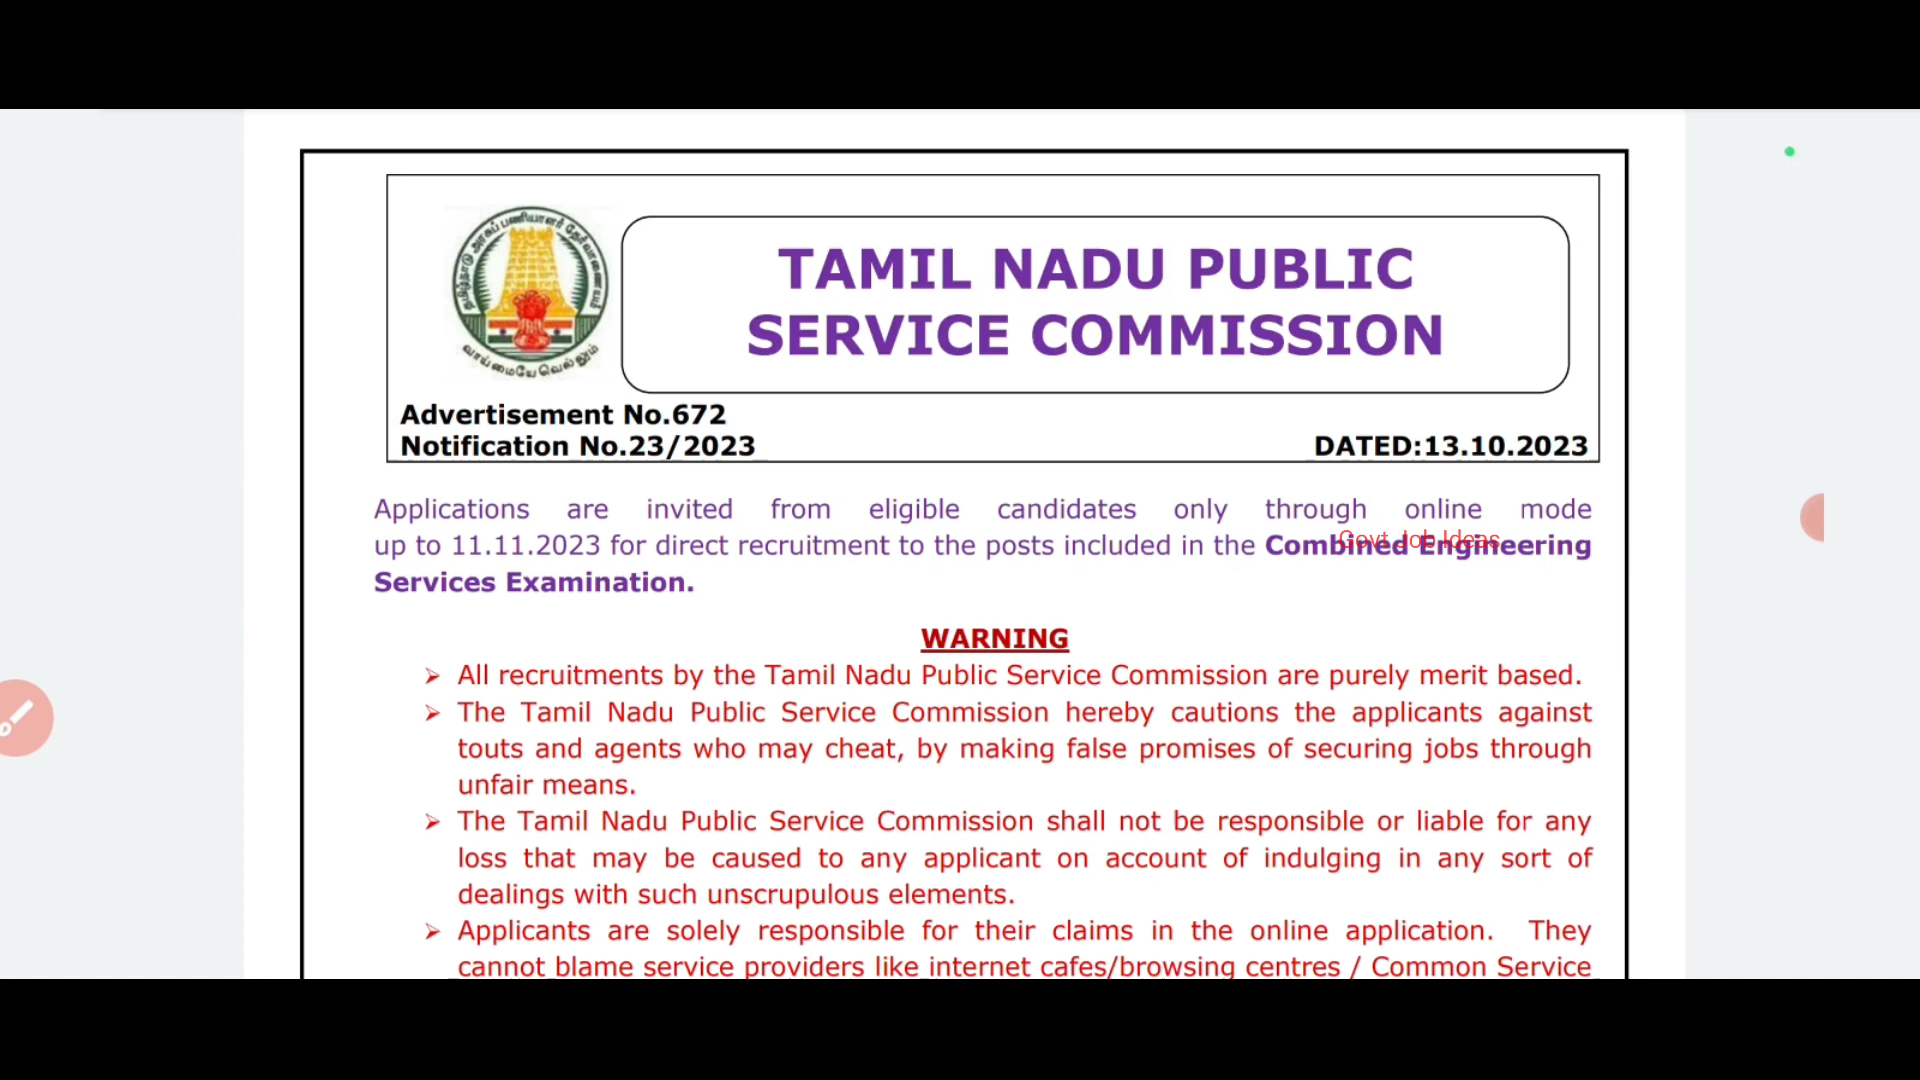 தமிழ்நாடு அரசுப் பணியாளர் தேர்வாணையம்
வாய்மையே வெல்லும்
TAMIL NADU PUBLIC
SERVICE COMMISSION
Advertisement No.672
Notification No.23/2023
DATED:13.10.2023
Applications are invited from eligible candidates only through online mode
up to 11.11.2023 for direct recruitment to the posts included in the Combined Engineering
Govt Job Ideas
Services Examination.
WARNING
➢ All recruitments by the Tamil Nadu Public Service Commission are purely merit based.
➢ The Tamil Nadu Public Service Commission hereby cautions the applicants against
touts and agents who may cheat, by making false promises of securing jobs through
unfair means.
➢ The Tamil Nadu Public Service Commission shall not be responsible or liable for any
loss that may be caused to any applicant on account of indulging in any sort of
dealings with such unscrupulous elements.
➢ Applicants are solely responsible for their claims in the online application. They
cannot blame service providers like internet cafes/browsing centres / Common Service